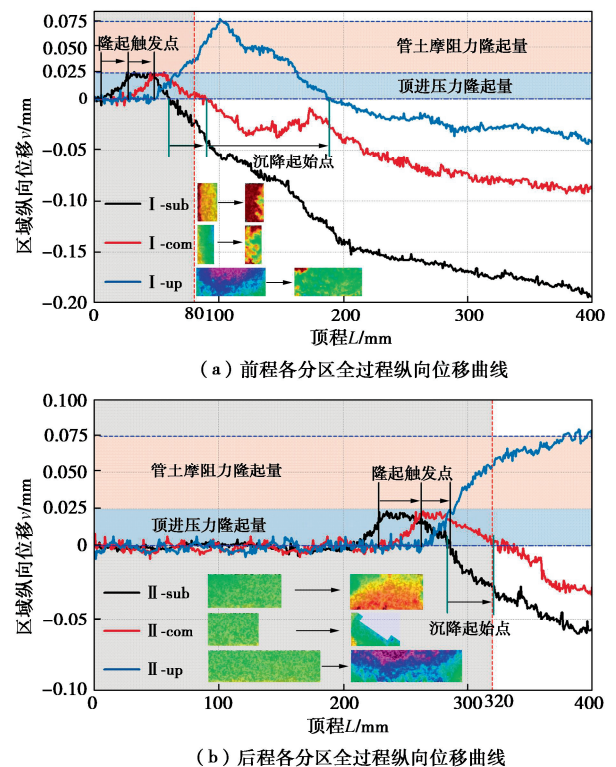 0.075
0.050
0.025
0
-0.05
-0.10
-0.15
-0.20
区域纵向位移v/mm
隆起触发点
管土摩阻力隆起量
顶进压力隆起量
沉降起始点
Ⅰ-sub
Ⅰ-com
Ⅰ-up
0 80 100 200 300 400
顶程L/mm
(a) 前程各分区全过程纵向位移曲线
0.100
0.075
0.050
0.025
0
-0.05
-0.10
区域纵向位移v/mm
管土摩阻力隆起量
隆起触发点
顶进压力隆起量
沉降起始点
Ⅱ-sub
Ⅱ-com
Ⅱ-up
0 100 200 300 320 400
顶程L/mm
(b) 后程各分区全过程纵向位移曲线